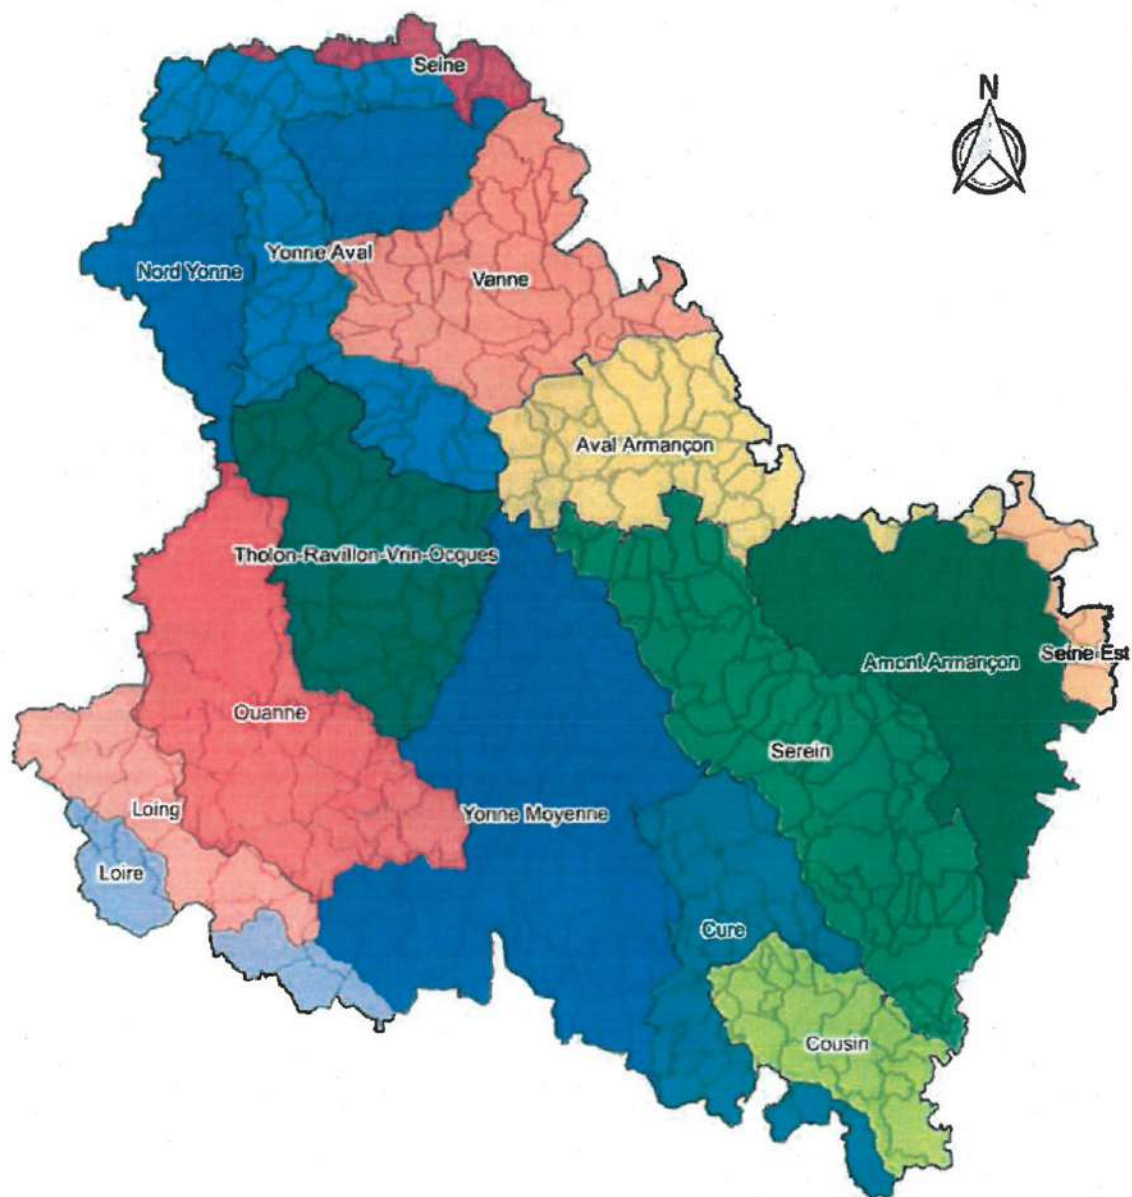 Seine
N
Yonne Aval
Nord Yonne
Vanne
Aval Armançon
Tholon-Ravillon-Vrin-Ocques
Seine-Est
Amont Armançon
Ouanne
Serein
Loing
Yonne Moyenne
Loire
Cure
Cousin